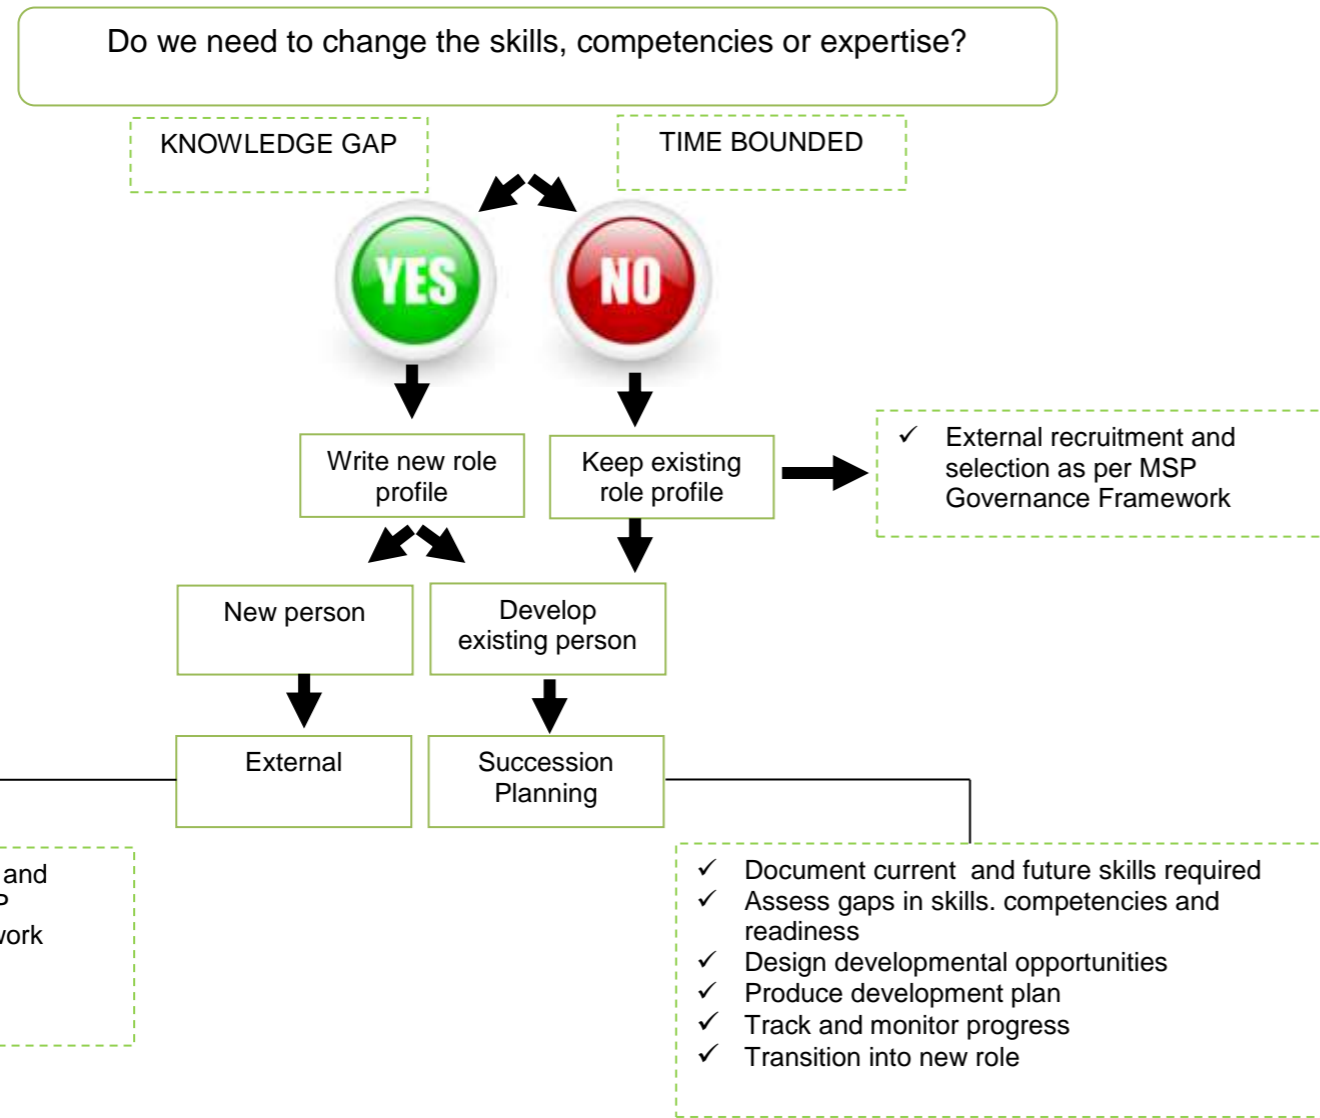 Do we need to change the skills, competencies or expertise?
KNOWLEDGE GAP
TIME BOUNDED
YES
NO
Write new role
profile
Keep existing
role profile
✓ External recruitment and
selection as per MSP
Governance Framework
New person
Develop
existing person
External
Succession
Planning
and
✓ Document current and future skills required
✓ Assess gaps in skills. competencies and
readiness
✓ Design developmental opportunities
✓ Produce development plan
✓ Track and monitor progress
✓ Transition into new role